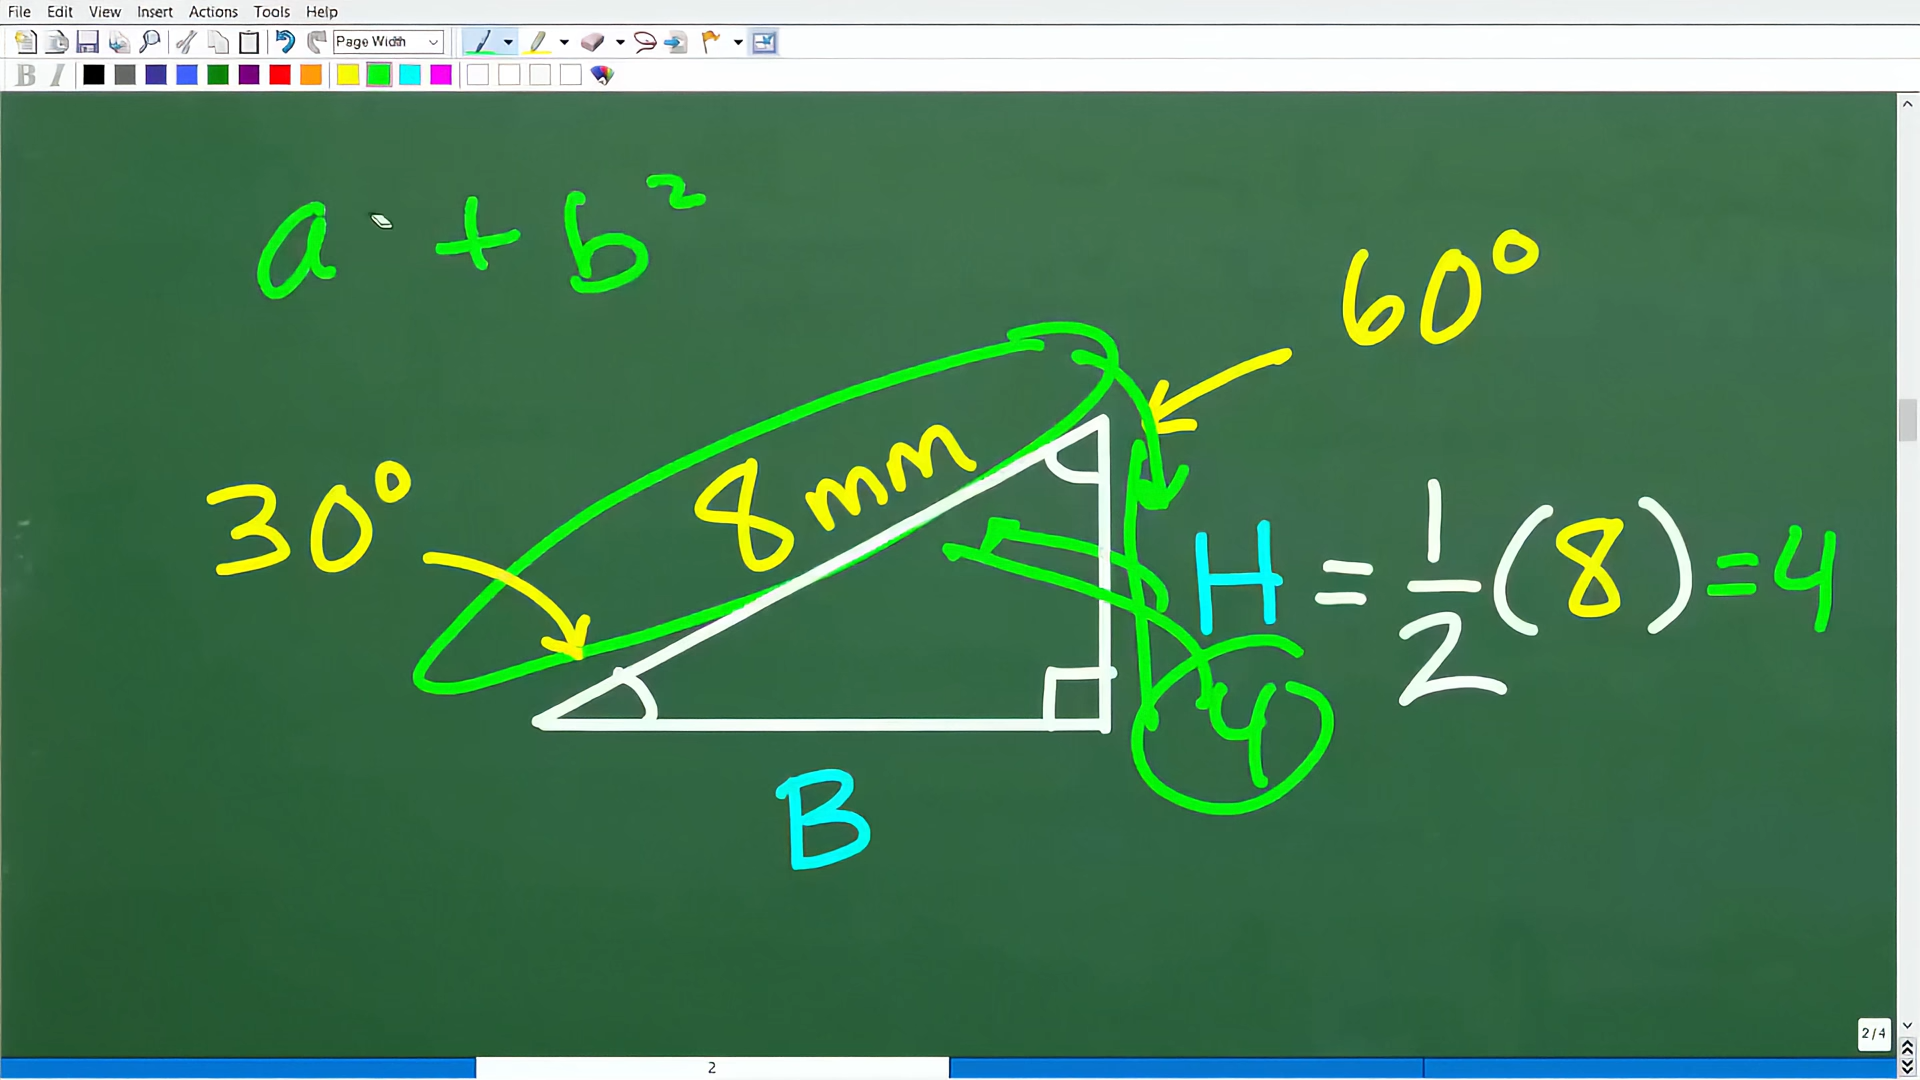 File Edit View Insert Actions Tools Help
Page Width
B I
a + b²
60°
8mm
30°
H = 1/2 (8) = 4
4
B
2/4
2